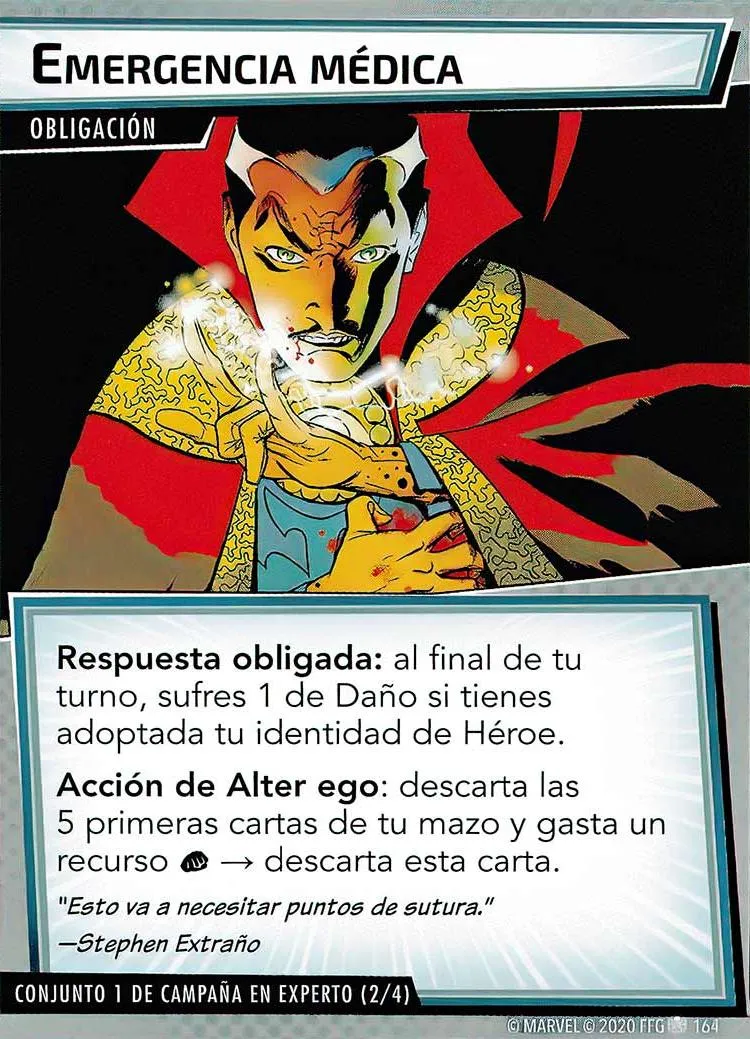 EMERGENCIA MÉDICA
OBLIGACIÓN
Respuesta obligada: al final de tu
turno, sufres 1 de Daño si tienes
adoptada tu identidad de Héroe.
Acción de Alter ego: descarta las
5 primeras cartas de tu mazo y gasta un
recurso → descarta esta carta.
"Esto va a necesitar puntos de sutura."
—Stephen Extraño
CONJUNTO 1 DE CAMPAÑA EN EXPERTO (2/4)
© MARVEL © 2020 FFG 164